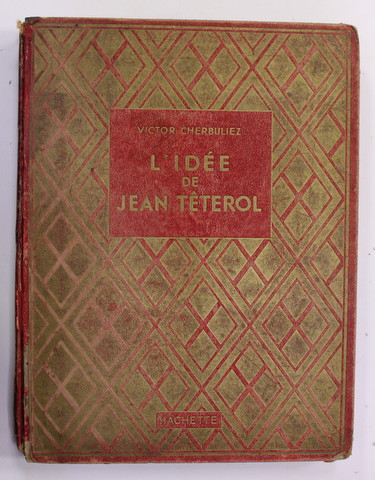 VICTOR CHERBULIEZ
L'IDÉE
DE
JEAN TÊTEROL
HACHETTE